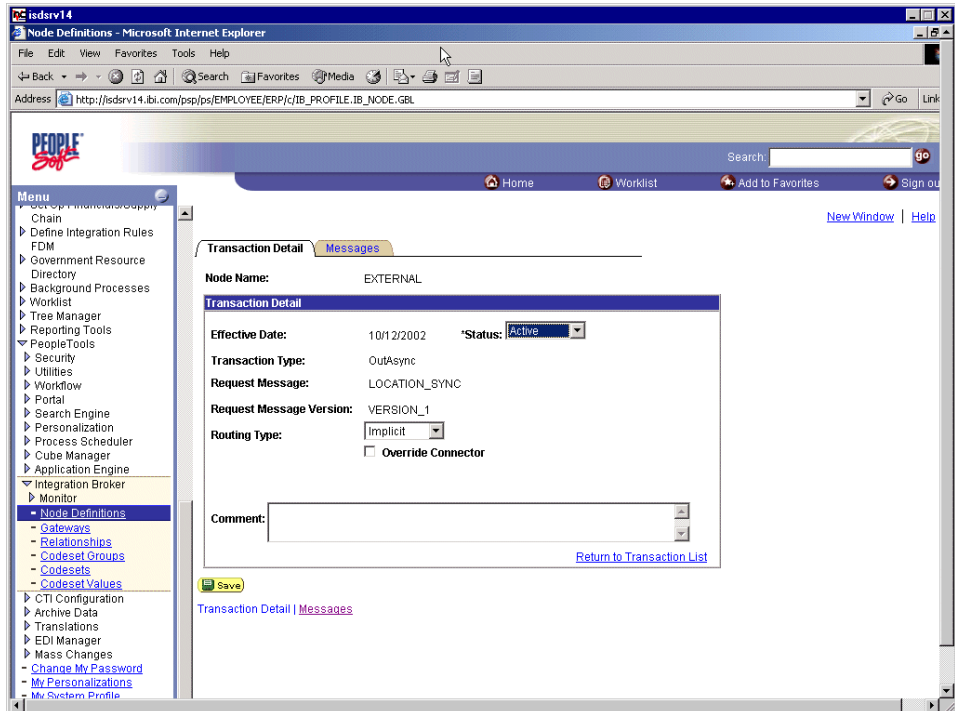 isdsrv14
Node Definitions - Microsoft Internet Explorer
File Edit View Favorites Tools Help
Back Search Favorites Media
Address http://isdsrv14.ibi.com/psp/ps/EMPLOYEE/ERP/c/IB_PROFILE.IB_NODE.GBL Go Link
PEOPLE Soft
Search: go
Home Worklist Add to Favorites Sign ou
Menu
New Window | Help
Set Up Financials/Supply
Chain
Define Integration Rules
FDM
Government Resource
Directory
Background Processes
Worklist
Tree Manager
Reporting Tools
PeopleTools
Security
Utilities
Workflow
Portal
Search Engine
Personalization
Process Scheduler
Cube Manager
Application Engine
Integration Broker
Monitor
- Node Definitions
- Gateways
- Relationships
- Codeset Groups
- Codesets
- Codeset Values
CTI Configuration
Archive Data
Translations
EDI Manager
Mass Changes
- Change My Password
- My Personalizations
- My System Profile
Transaction Detail Messages
Node Name: EXTERNAL
Transaction Detail
Effective Date: 10/12/2002 *Status: Active
Transaction Type: OutAsync
Request Message: LOCATION_SYNC
Request Message Version: VERSION_1
Routing Type: Implicit
Override Connector
Comment:
Return to Transaction List
Save
Transaction Detail | Messages